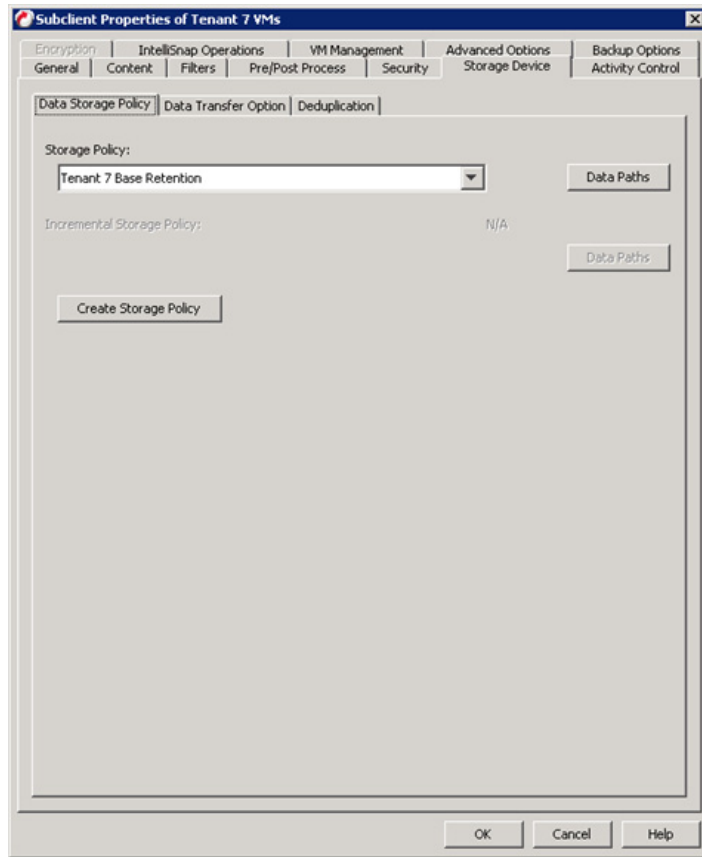 Subclient Properties of Tenant 7 VMs
Encryption IntelliSnap Operations VM Management Advanced Options Backup Options
General Content Filters Pre/Post Process Security Storage Device Activity Control
Data Storage Policy Data Transfer Option Deduplication
Storage Policy:
Tenant 7 Base Retention Data Paths
Incremental Storage Policy: N/A
Data Paths
Create Storage Policy
OK Cancel Help